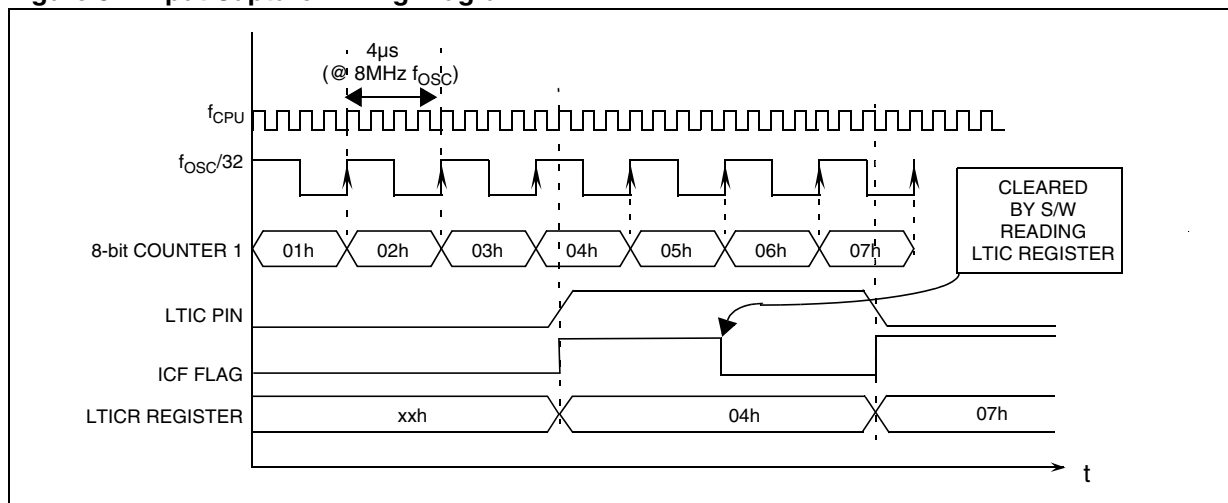 4µs
(@ 8MHz fOSC)
fCPU
fOSC/32
CLEARED
BY S/W
READING
LTIC REGISTER
8-bit COUNTER 1
01h
02h
03h
04h
05h
06h
07h
LTIC PIN
ICF FLAG
LTICR REGISTER
xxh
04h
07h
t